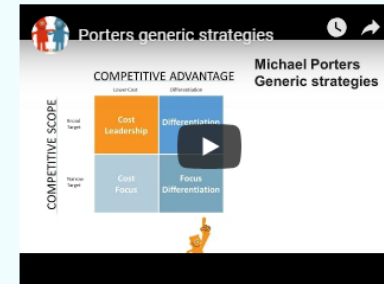 Porters generic strategies
Michael Porters
Generic strategies
COMPETITIVE ADVANTAGE
Lower Cost
Differentiation
COMPETITIVE SCOPE
Broad
Target
Cost
Leadership
Differentiation
Narrow
Target
Cost
Focus
Focus
Differentiation